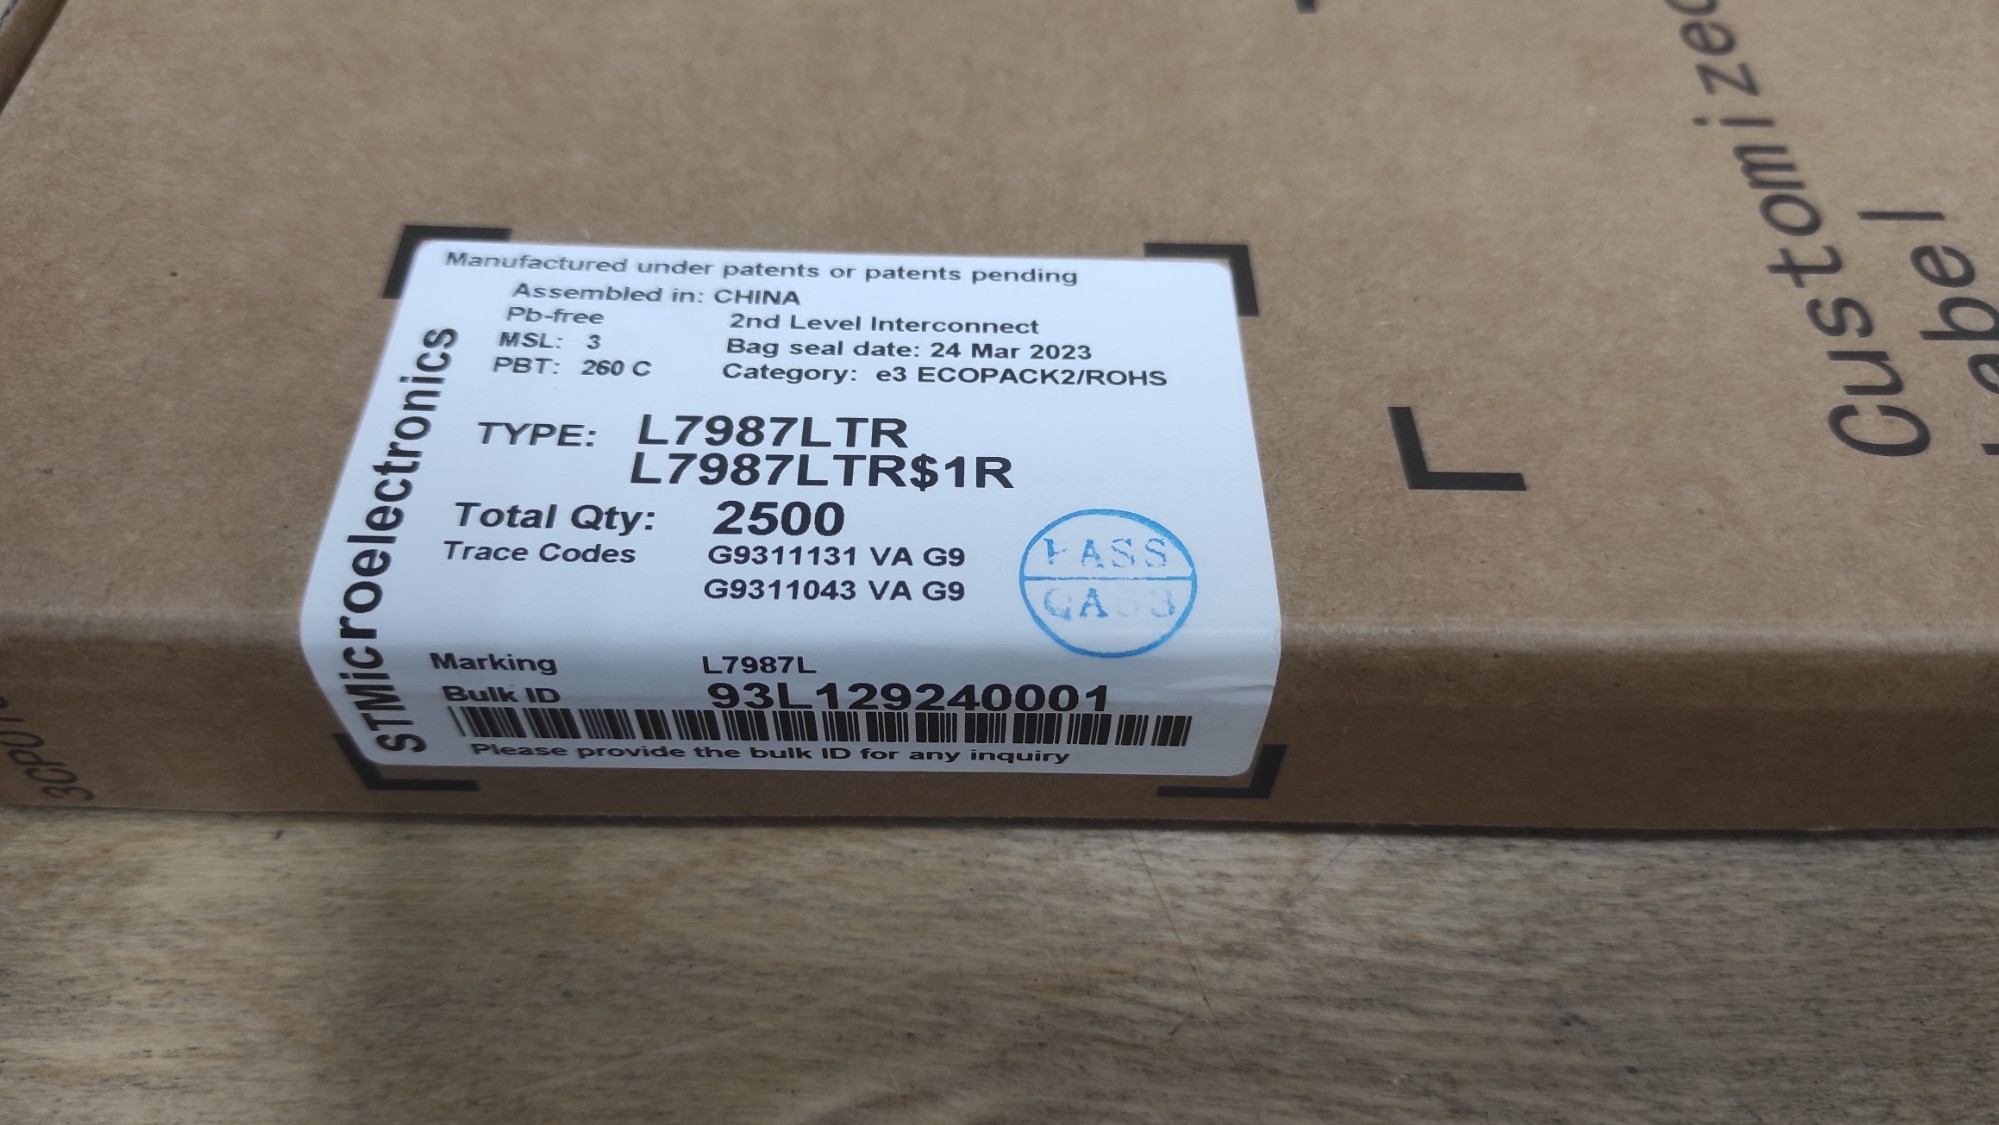 Manufactured under patents or patents pending
Assembled in: CHINA
Pb-free 2nd Level Interconnect
MSL: 3 Bag seal date: 24 Mar 2023
PBT: 260 C Category: e3 ECOPACK2/ROHS
TYPE: L7987LTR
L7987LTR$1R
Total Qty: 2500
Trace Codes G9311131 VA G9
G9311043 VA G9
PASS
Marking L7987L
Bulk ID 93L129240001
Please provide the bulk ID for any inquiry
STMicroelectronics
Customized
Label